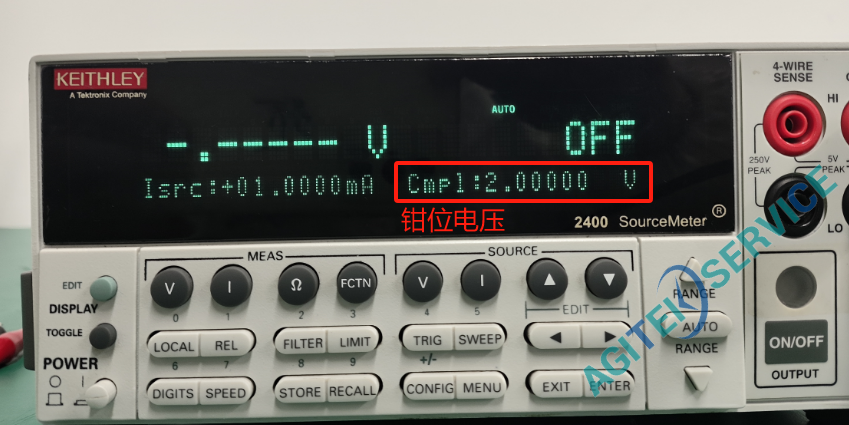 KEITHLEY
A Tektronix Company
AUTO
-.----- V OFF
Isrc:+01.0000mA Cmpl:2.00000 V
钳位电压
2400 SourceMeter ®
4-WIRE
SENSE
HI
250V
PEAK
5V
PEAK
LO
MEAS
SOURCE
EDIT
DISPLAY
TOGGLE
POWER
V I Ω FCTN V I ▲ ▼
0 1 2 3 4 5 EDIT
LOCAL REL FILTER LIMIT TRIG SWEEP ◀ ▶
6 7 8 9 +/-
DIGITS SPEED STORE RECALL CONFIG MENU EXIT ENTER
RANGE
AUTO
RANGE
ON/OFF
OUTPUT
AGITEK SERVICE